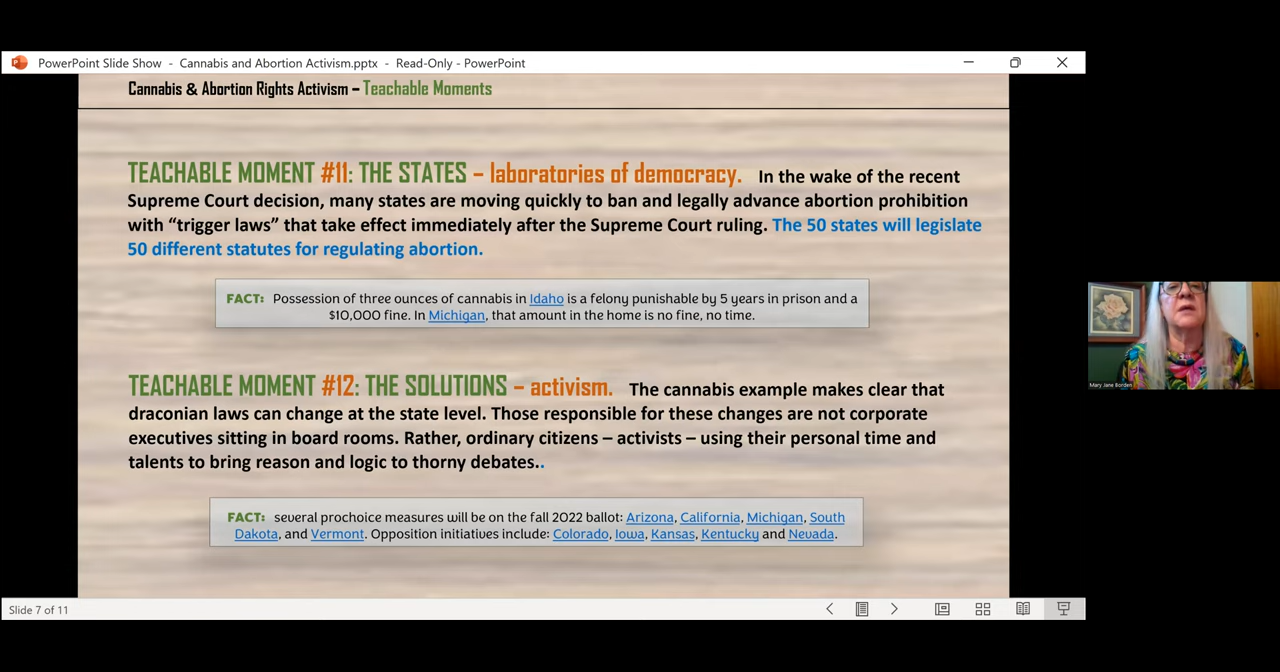 PowerPoint Slide Show - Cannabis and Abortion Activism.pptx - Read-Only - PowerPoint
Cannabis & Abortion Rights Activism – Teachable Moments
TEACHABLE MOMENT #11: THE STATES – laboratories of democracy. In the wake of the recent
Supreme Court decision, many states are moving quickly to ban and legally advance abortion prohibition
with “trigger laws” that take effect immediately after the Supreme Court ruling. The 50 states will legislate
50 different statutes for regulating abortion.
FACT: Possession of three ounces of cannabis in Idaho is a felony punishable by 5 years in prison and a
$10,000 fine. In Michigan, that amount in the home is no fine, no time.
TEACHABLE MOMENT #12: THE SOLUTIONS – activism. The cannabis example makes clear that
draconian laws can change at the state level. Those responsible for these changes are not corporate
executives sitting in board rooms. Rather, ordinary citizens – activists – using their personal time and
talents to bring reason and logic to thorny debates..
FACT: several prochoice measures will be on the fall 2022 ballot: Arizona, California, Michigan, South
Dakota, and Vermont. Opposition initiatives include: Colorado, Iowa, Kansas, Kentucky and Nevada.
Mary Jane Borden
Slide 7 of 11